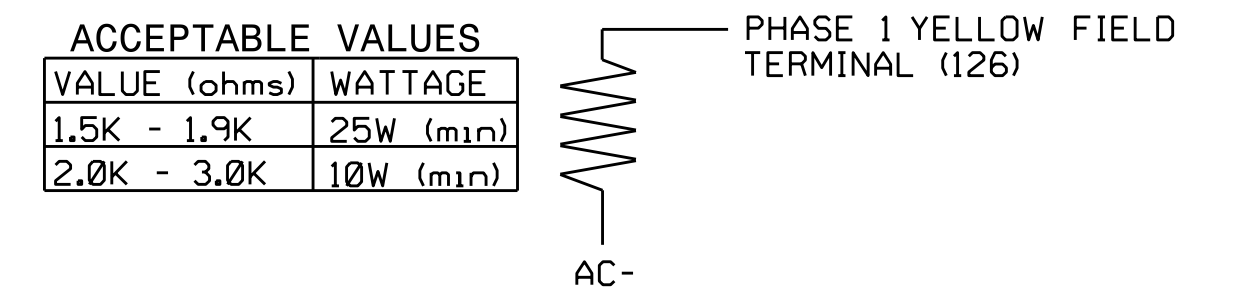 ACCEPTABLE VALUES
VALUE (ohms) WATTAGE
1.5K - 1.9K 25W (min)
2.0K - 3.0K 10W (min)
PHASE 1 YELLOW FIELD
TERMINAL (126)
AC-